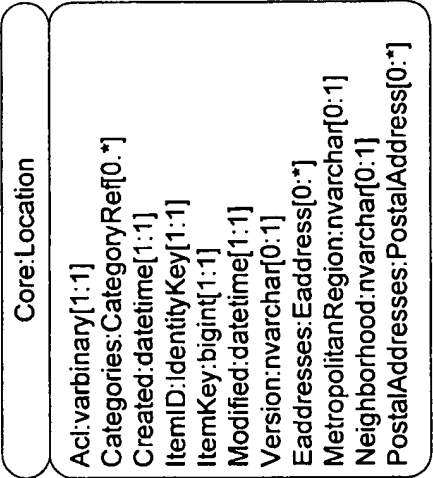 Core:Location
Acl:varbinary[1:1]
Categories:CategoryRef[0.*]
Created:datetime[1:1]
ItemID.IdentityKey[1:1]
ItemKey:bigint[1:1]
Modified:datetime[1:1]
Version:nvarchar[0:1]
Eaddresses:Eaddress[0:*]
MetropolitanRegion:nvarchar[0:1]
Neighborhood:nvarchar[0:1]
PostalAddresses:PostalAddress[0:*]